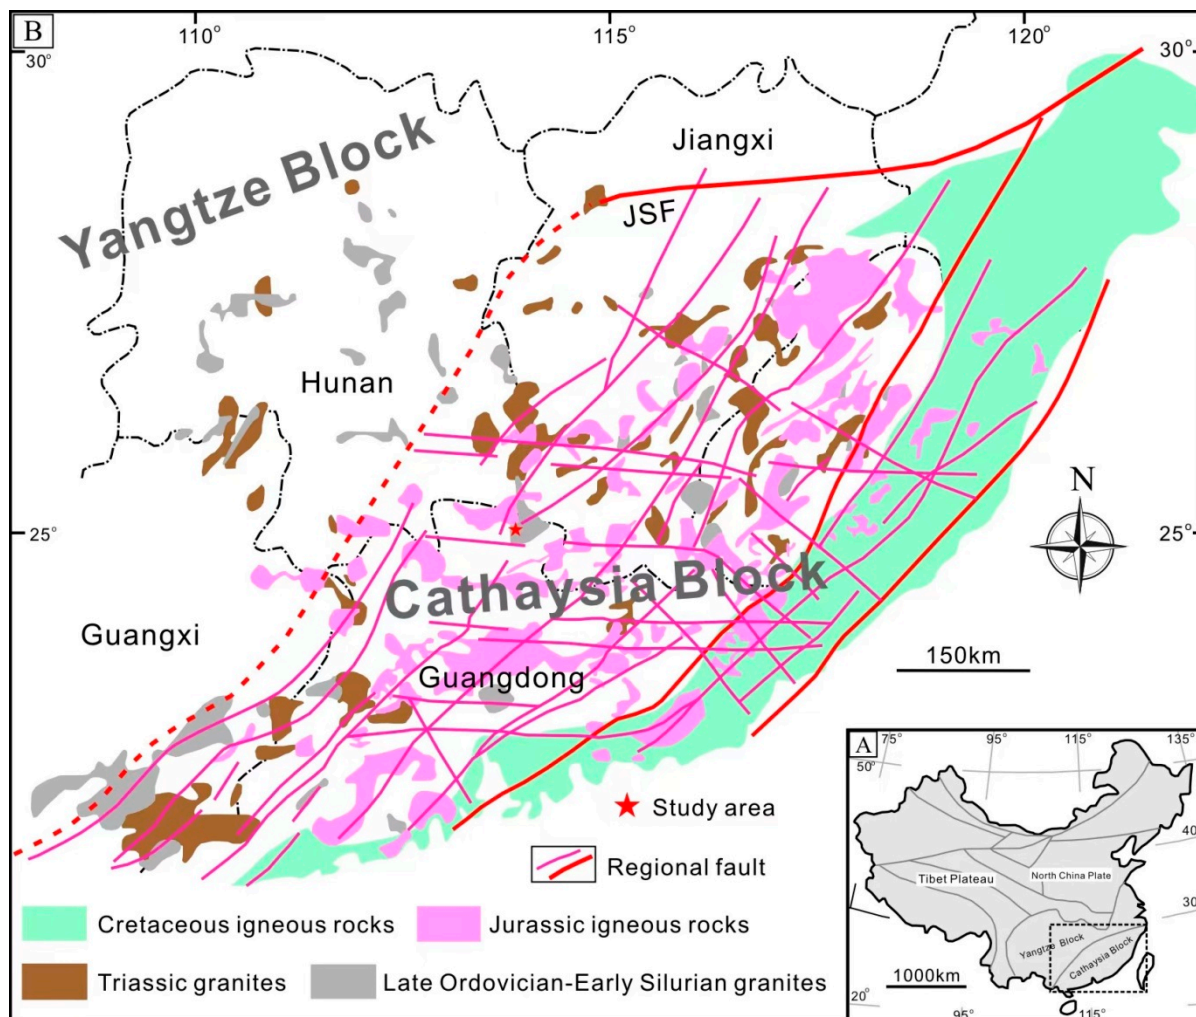 B
110°
115°
120°
30°
30°
Yangtze Block
Jiangxi
JSF
Hunan
N
25°
25°
Cathaysia Block
Guangxi
150km
Guangdong
Study area
Regional fault
Cretaceous igneous rocks
Jurassic igneous rocks
Triassic granites
Late Ordovician-Early Silurian granites
A
75°
95°
115°
135°
50°
40°
Tibet Plateau
North China Plate
30°
Yangtze Block
Cathaysia Block
1000km
20°
95°
115°